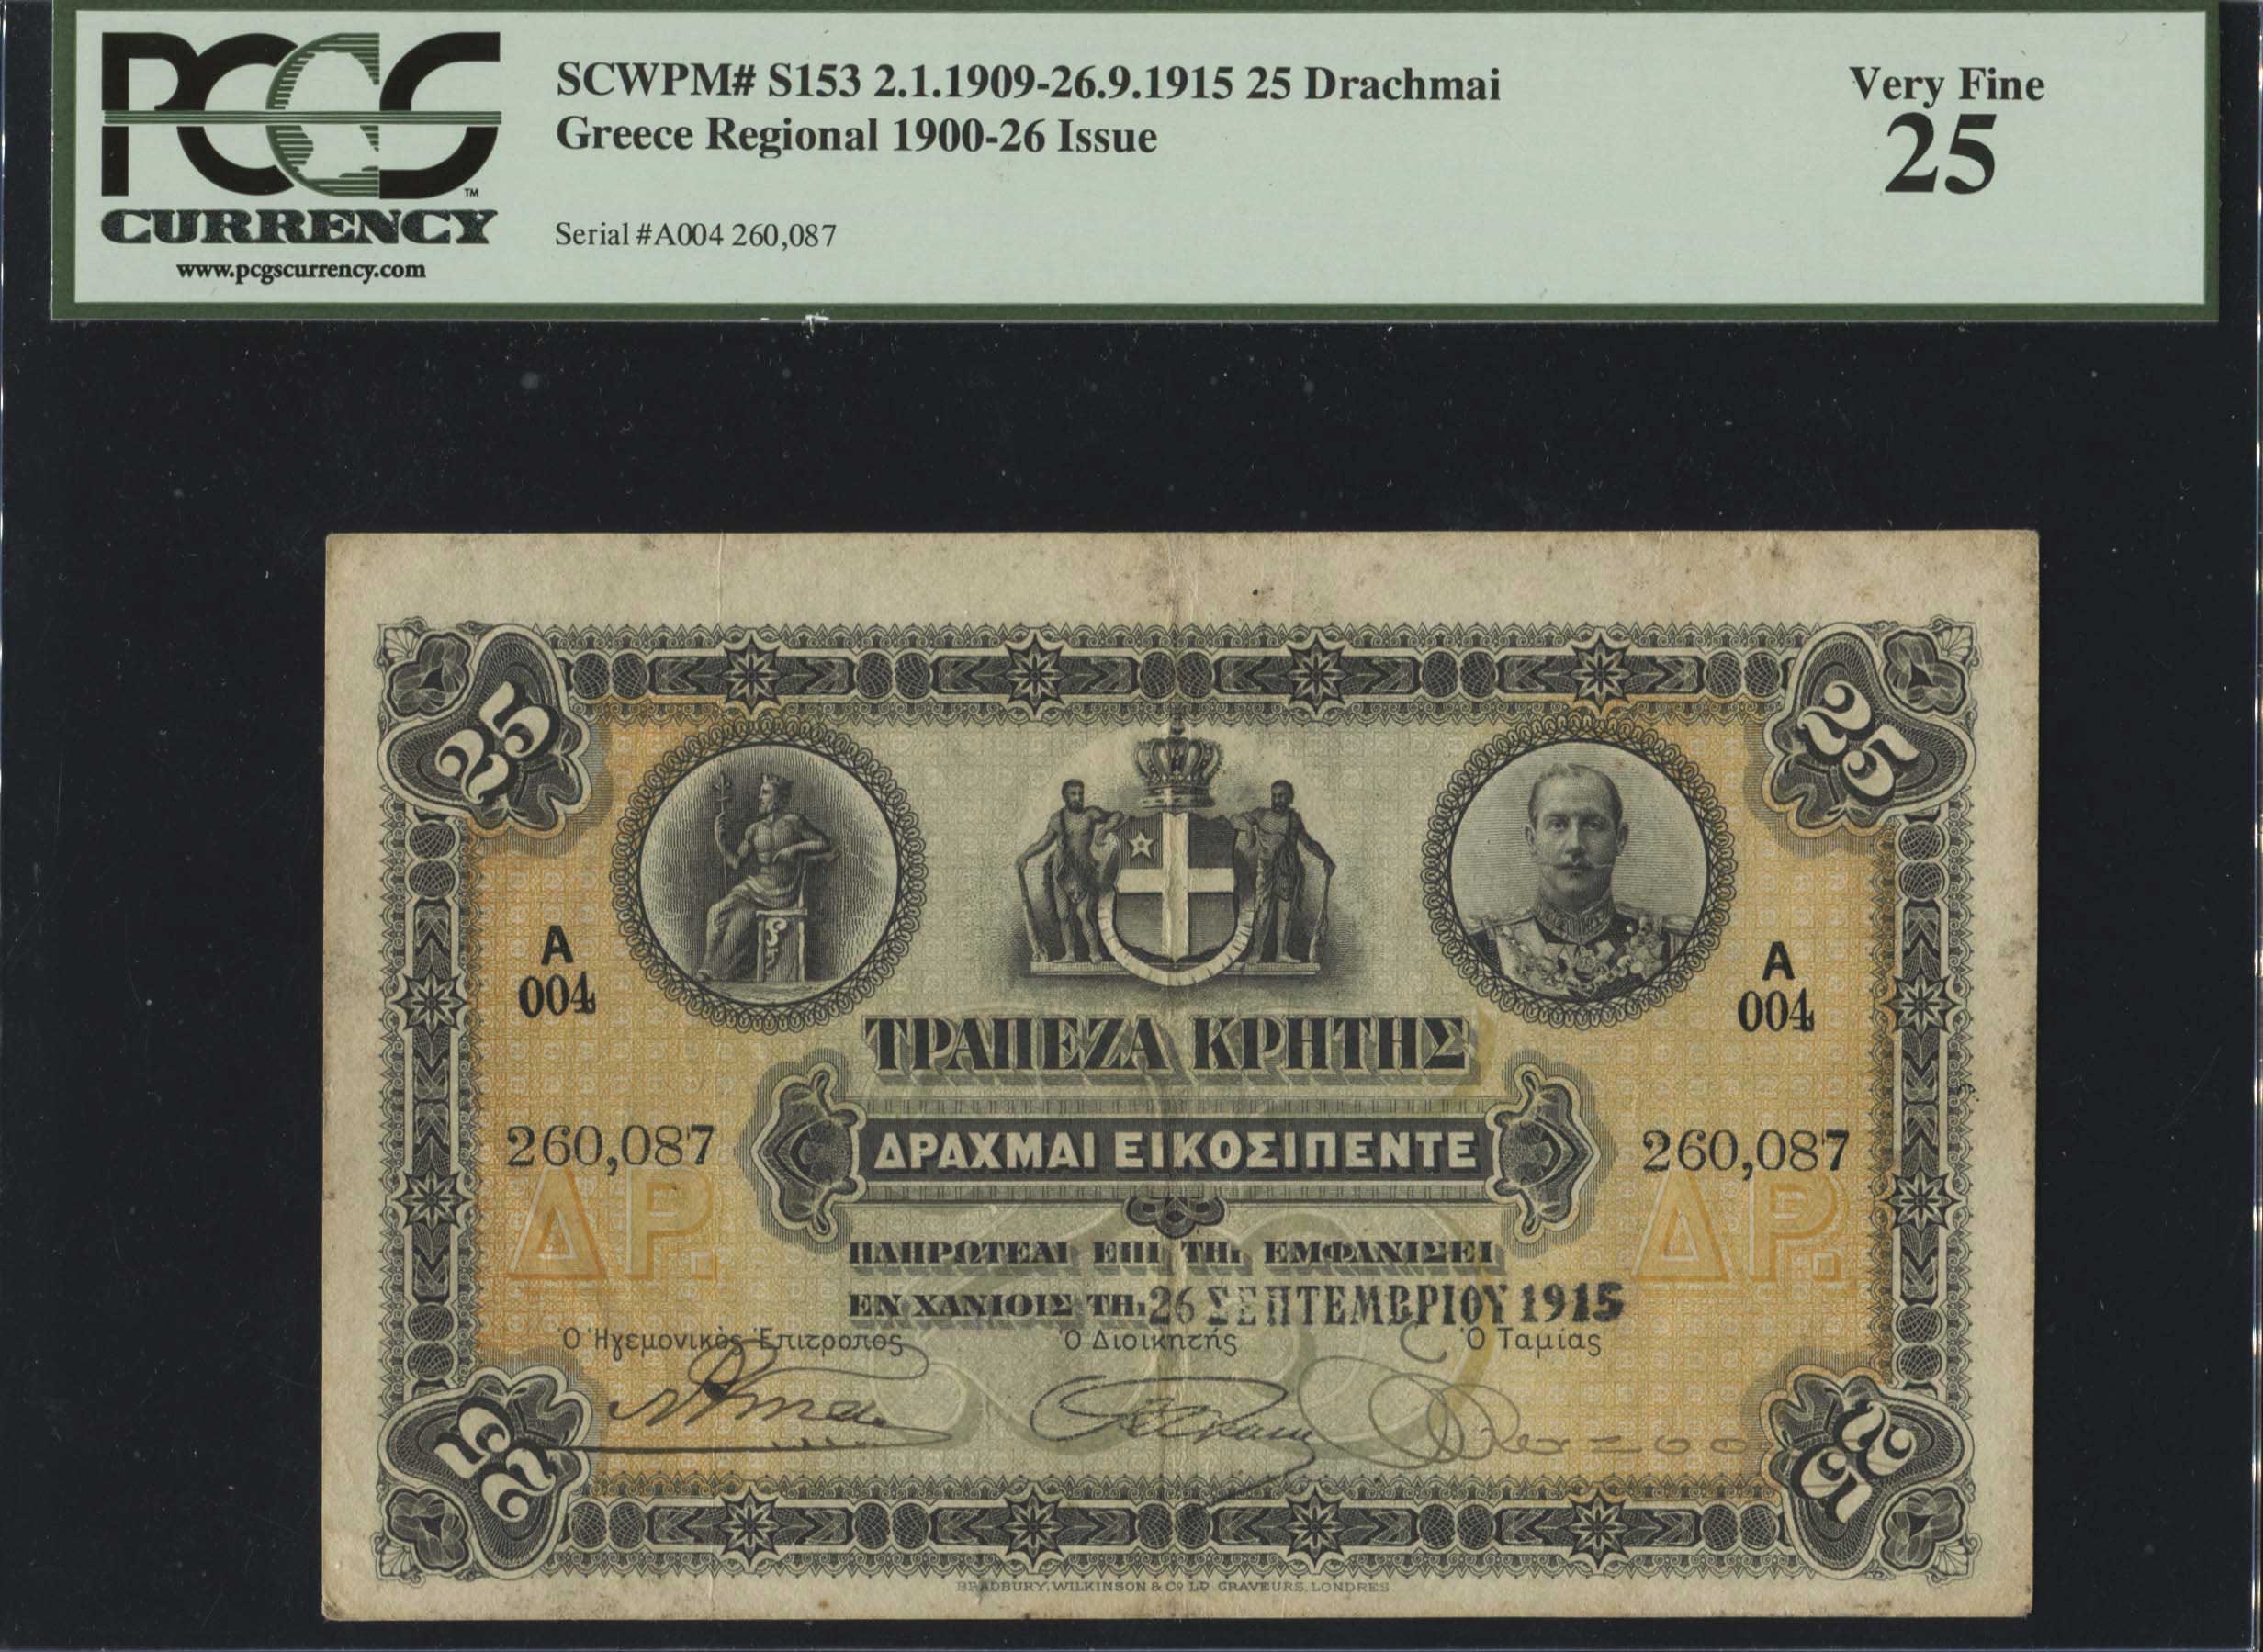 PCGS
TM
CURRENCY
www.pcgscurrency.com
SCWPM# S153 2.1.1909-26.9.1915 25 Drachmai
Greece Regional 1900-26 Issue
Serial #A004 260,087
Very Fine
25
25
25
A
004
A
004
ΤΡΑΠΕΖΑ ΚΡΗΤΗΣ
ΔΡΑΧΜΑΙ ΕΙΚΟΣΙΠΕΝΤΕ
260,087
260,087
ΔΡ.
ΔΡ.
ΠΛΗΡΩΤΕΑΙ ΕΠΙ ΤΗι ΕΜΦΑΝΙΣΕΙ
ΕΝ ΧΑΝΙΟΙΣ ΤΗι 26 ΣΕΠΤΕΜΒΡΙΟΥ 1915
Ὁ Ἡγεμονικὸς Ἐπιτροπος
Ὁ Διοικητής
Ὁ Ταμίας
25
25
BRADBURY, WILKINSON & Cº Lᴰ GRAVEURS, LONDRES